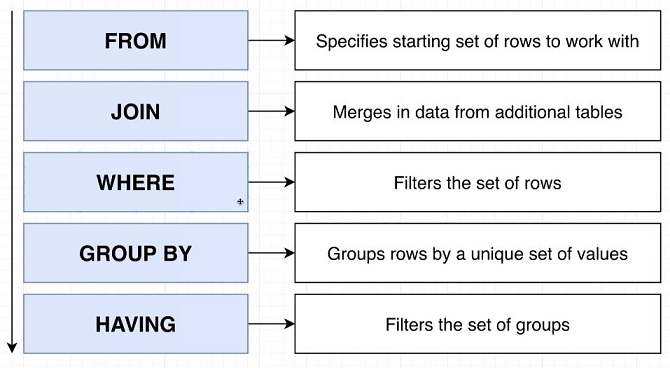 FROM
Specifies starting set of rows to work with
JOIN
Merges in data from additional tables
WHERE
Filters the set of rows
GROUP BY
Groups rows by a unique set of values
HAVING
Filters the set of groups